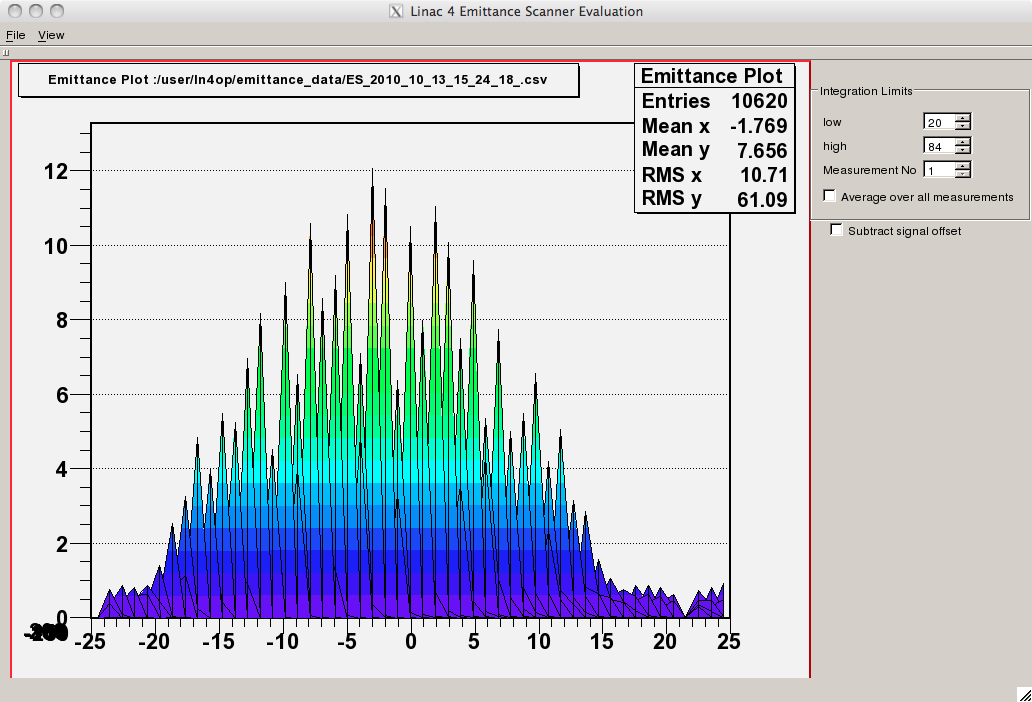 Linac 4 Emittance Scanner Evaluation
File View
Emittance Plot :/user/ln4op/emittance_data/ES_2010_10_13_15_24_18_.csv
Emittance Plot
Entries 10620
Mean x -1.769
Mean y 7.656
RMS x 10.71
RMS y 61.09
Integration Limits
low 20
high 84
Measurement No 1
Average over all measurements
Subtract signal offset
12
10
8
6
4
2
0
-25 -20 -15 -10 -5 0 5 10 15 20 25